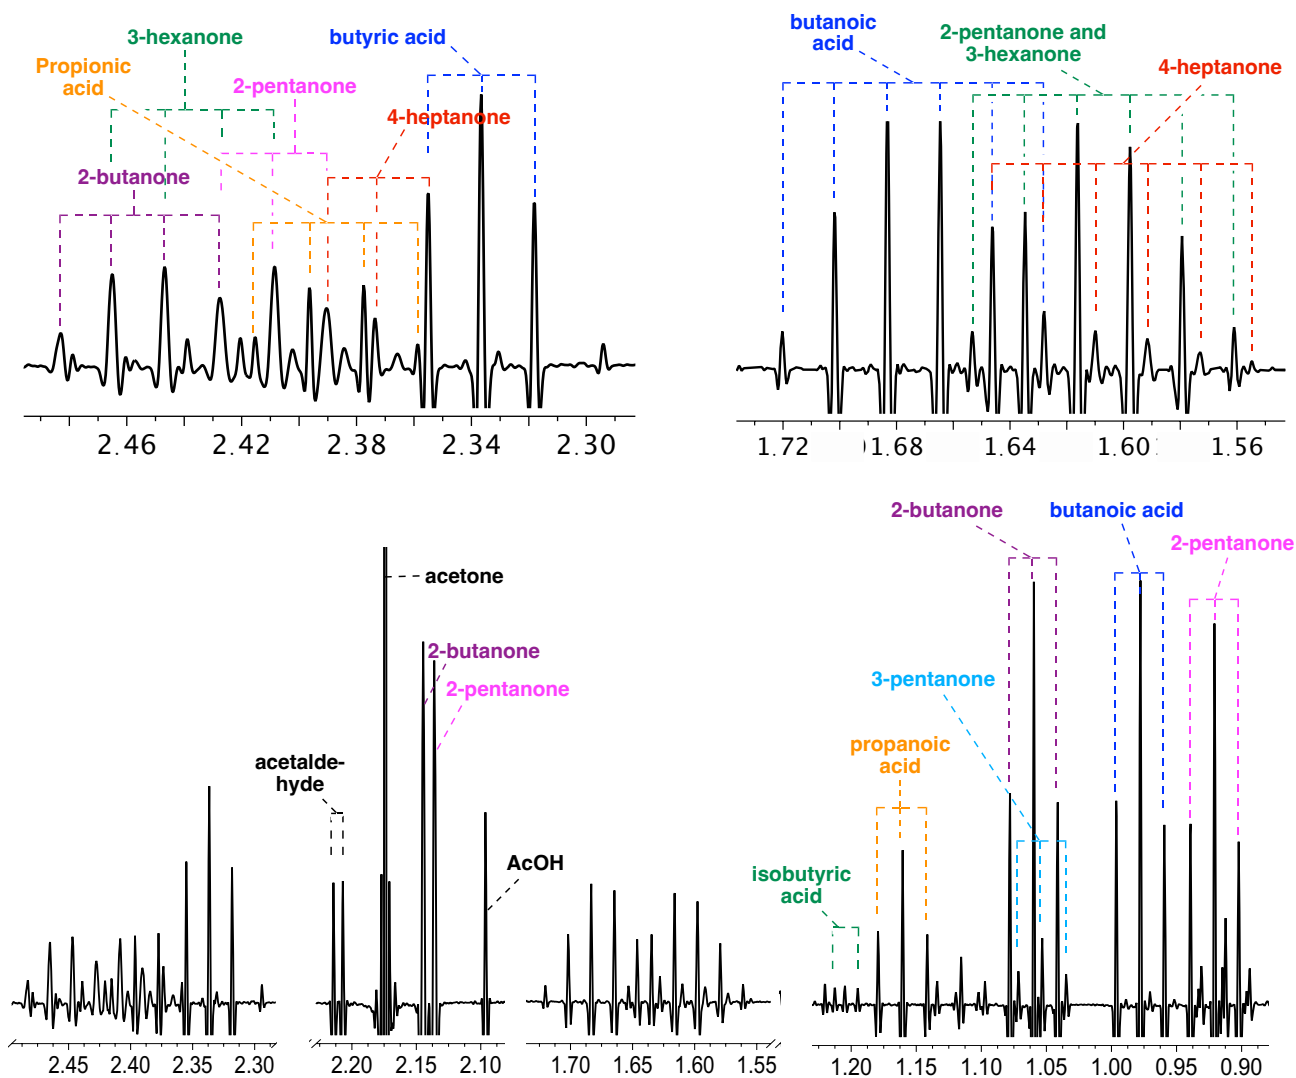 3-hexanone
butyric acid
Propionic
acid
2-pentanone
4-heptanone
2-butanone
2.46 2.42 2.38 2.34 2.30
butanoic
acid
2-pentanone and
3-hexanone
4-heptanone
1.72 1.68 1.64 1.60 1.56
acetone
2-butanone
2-pentanone
acetalde-
hyde
AcOH
2.45 2.40 2.35 2.30 2.20 2.15 2.10 1.70 1.65 1.60 1.55
2-butanone
butanoic acid
2-pentanone
3-pentanone
propanoic
acid
isobutyric
acid
1.20 1.15 1.10 1.05 1.00 0.95 0.90